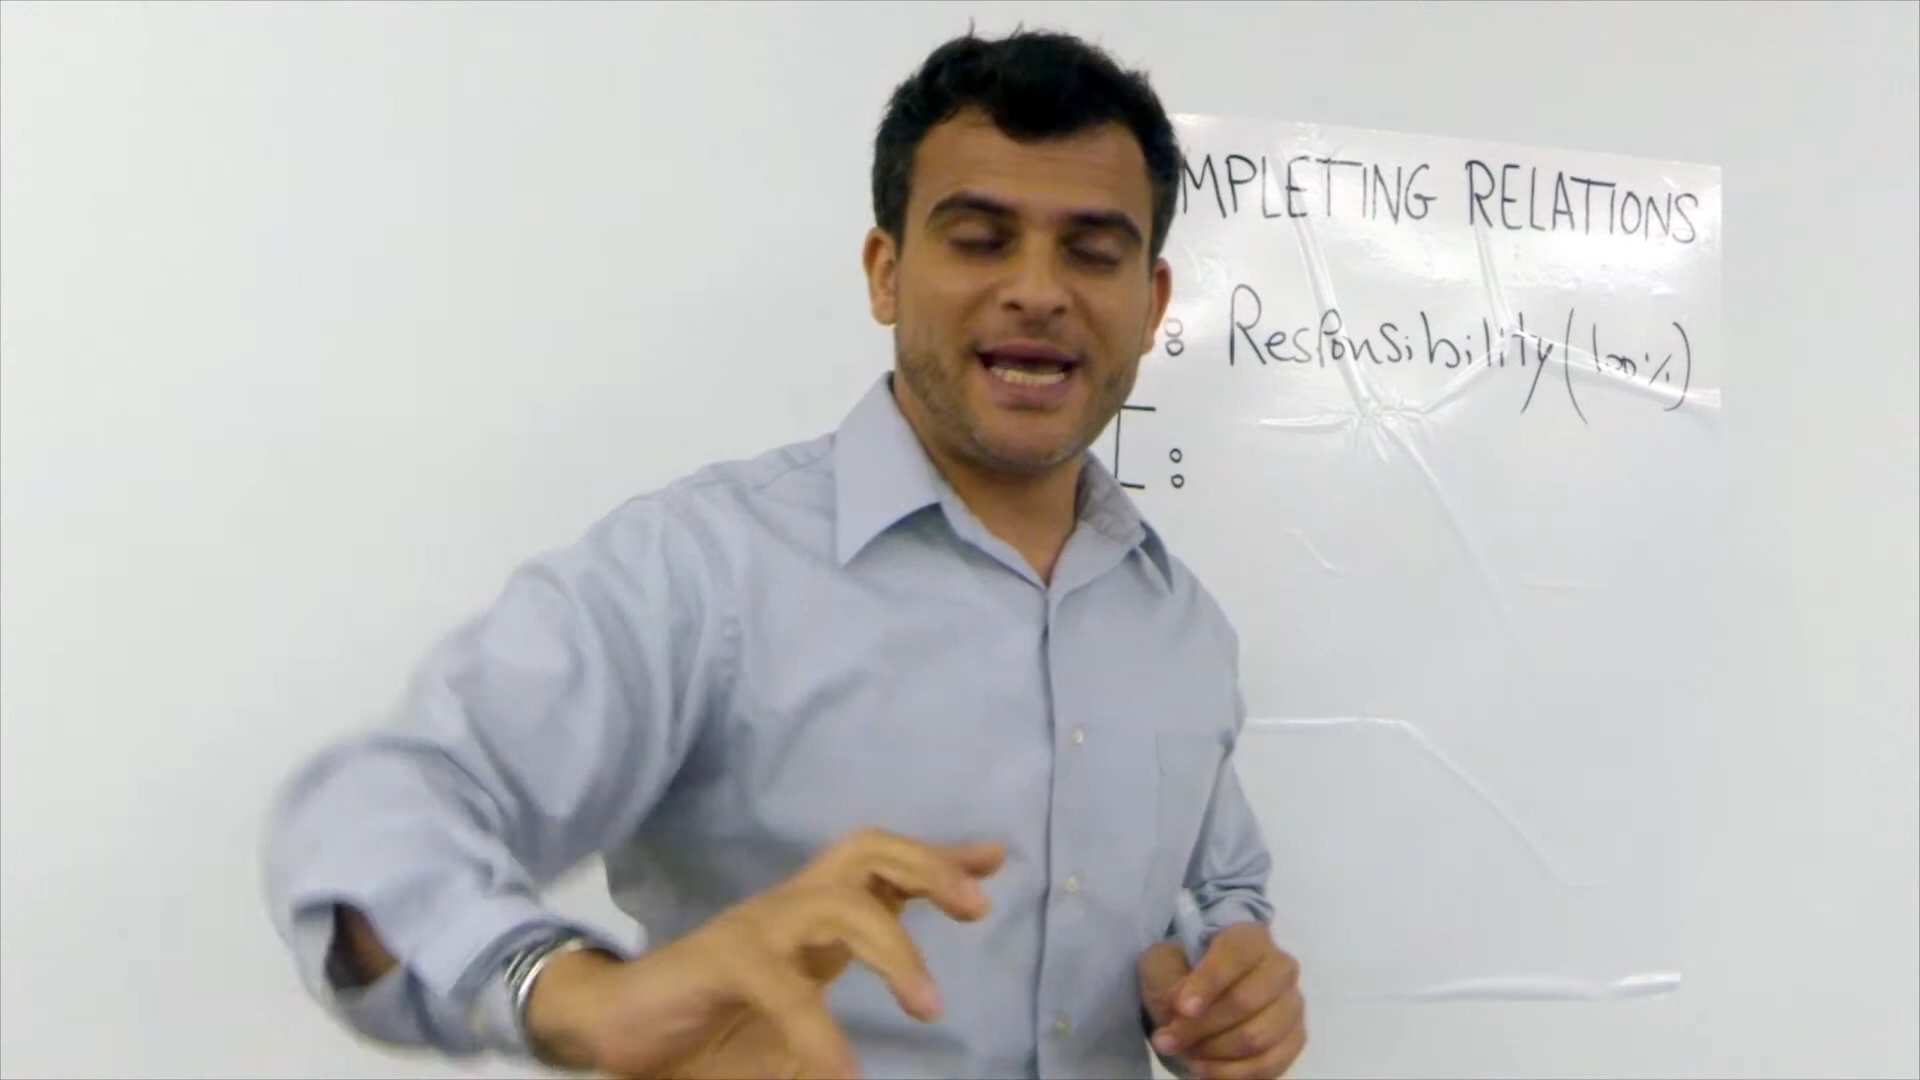 MPLETING RELATIONS
: Responsibility (100%)
I :